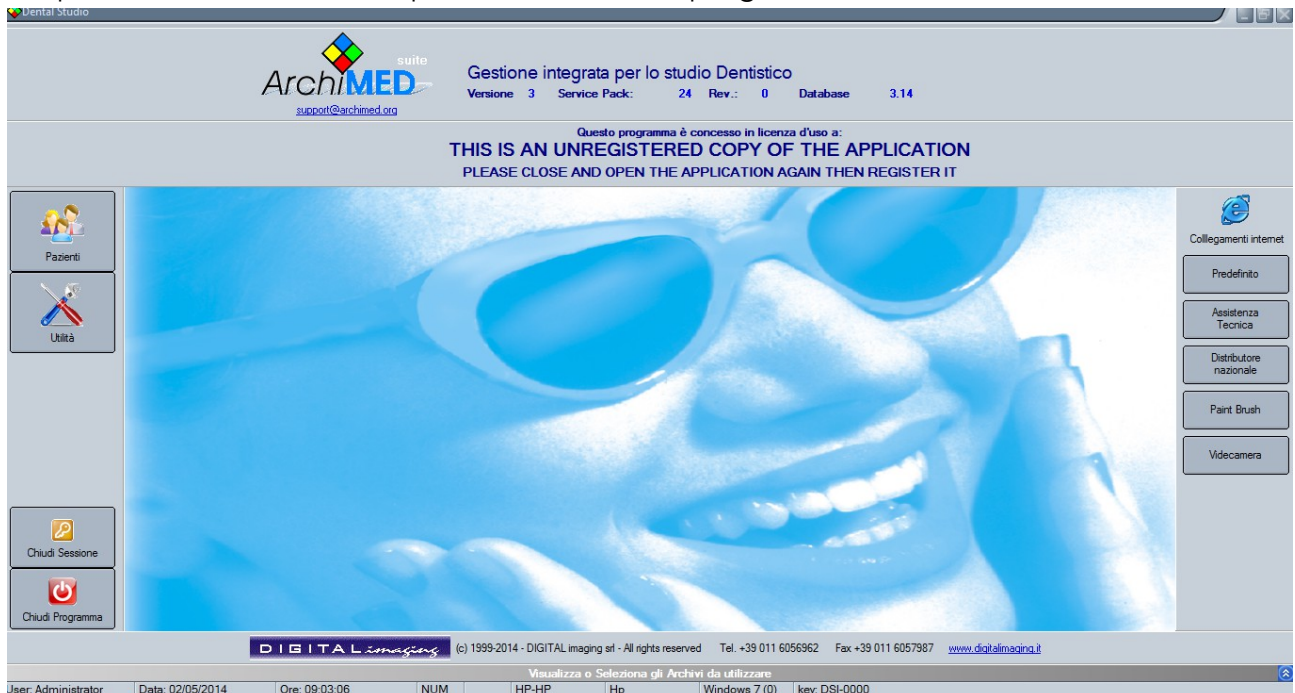 Dental Studio
suite
ArchiMED
support@archimed.org
Gestione integrata per lo studio Dentistico
Versione 3 Service Pack: 24 Rev.: 0 Database 3.14
Questo programma è concesso in licenza d'uso a:
THIS IS AN UNREGISTERED COPY OF THE APPLICATION
PLEASE CLOSE AND OPEN THE APPLICATION AGAIN THEN REGISTER IT
Pazienti
Utilità
Chiudi Sessione
Chiudi Programma
Colllegamenti internet
Predefinito
Assistenza
Tecnica
Distributore
nazionale
Paint Brush
Videcamera
DIGITAL imaging (c) 1999-2014 - DIGITAL imaging srl - All rights reserved Tel. +39 011 6056962 Fax +39 011 6057987 www.digitalimaging.it
Visualizza o Seleziona gli Archivi da utilizzare
User: Administrator Data: 02/05/2014 Ore: 09:03:06 NUM HP-HP Hp Windows 7 (0) key: DSI-0000